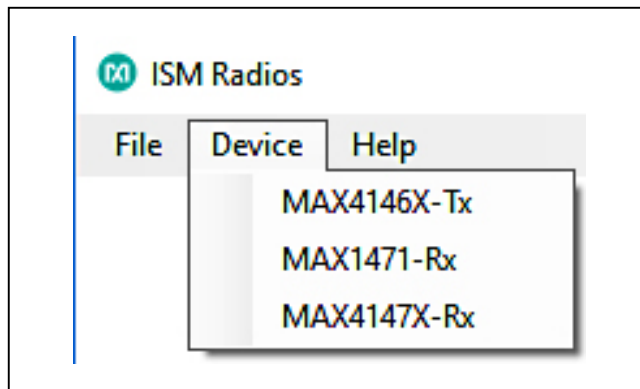 ISM Radios
File Device Help
MAX4146X-Tx
MAX1471-Rx
MAX4147X-Rx